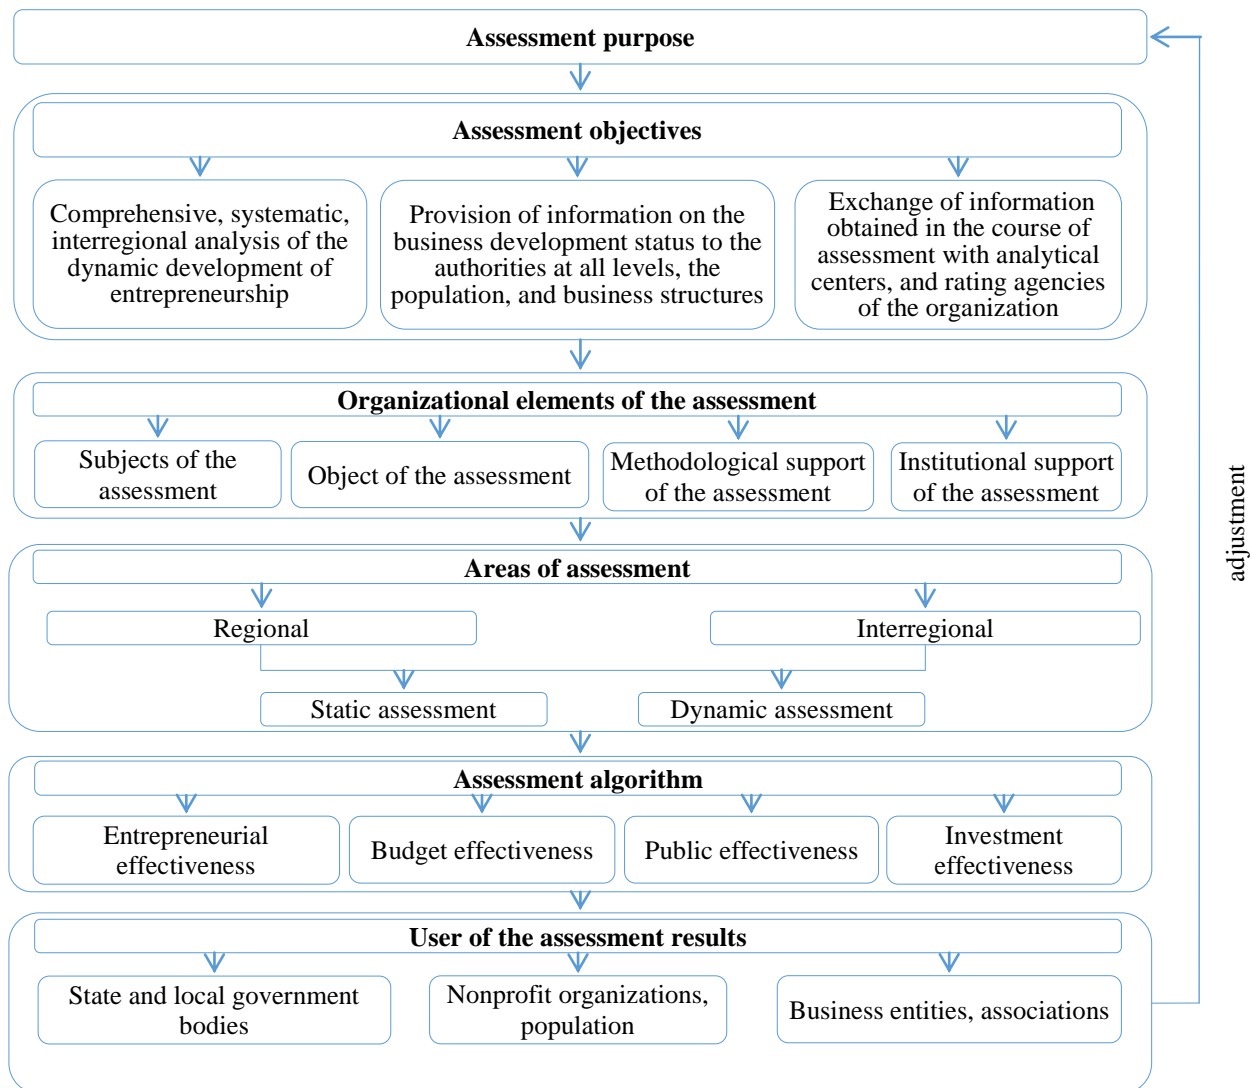 Assessment purpose
Assessment objectives
Comprehensive, systematic,
interregional analysis of the
dynamic development of
entrepreneurship
Provision of information on the
business development status to the
authorities at all levels, the
population, and business structures
Exchange of information
obtained in the course of
assessment with analytical
centers, and rating agencies
of the organization
Organizational elements of the assessment
Subjects of the
assessment
Object of the assessment
Methodological support
of the assessment
Institutional support
of the assessment
adjustment
Areas of assessment
Regional
Interregional
Static assessment
Dynamic assessment
Assessment algorithm
Entrepreneurial
effectiveness
Budget effectiveness
Public effectiveness
Investment
effectiveness
User of the assessment results
State and local government
bodies
Nonprofit organizations,
population
Business entities, associations